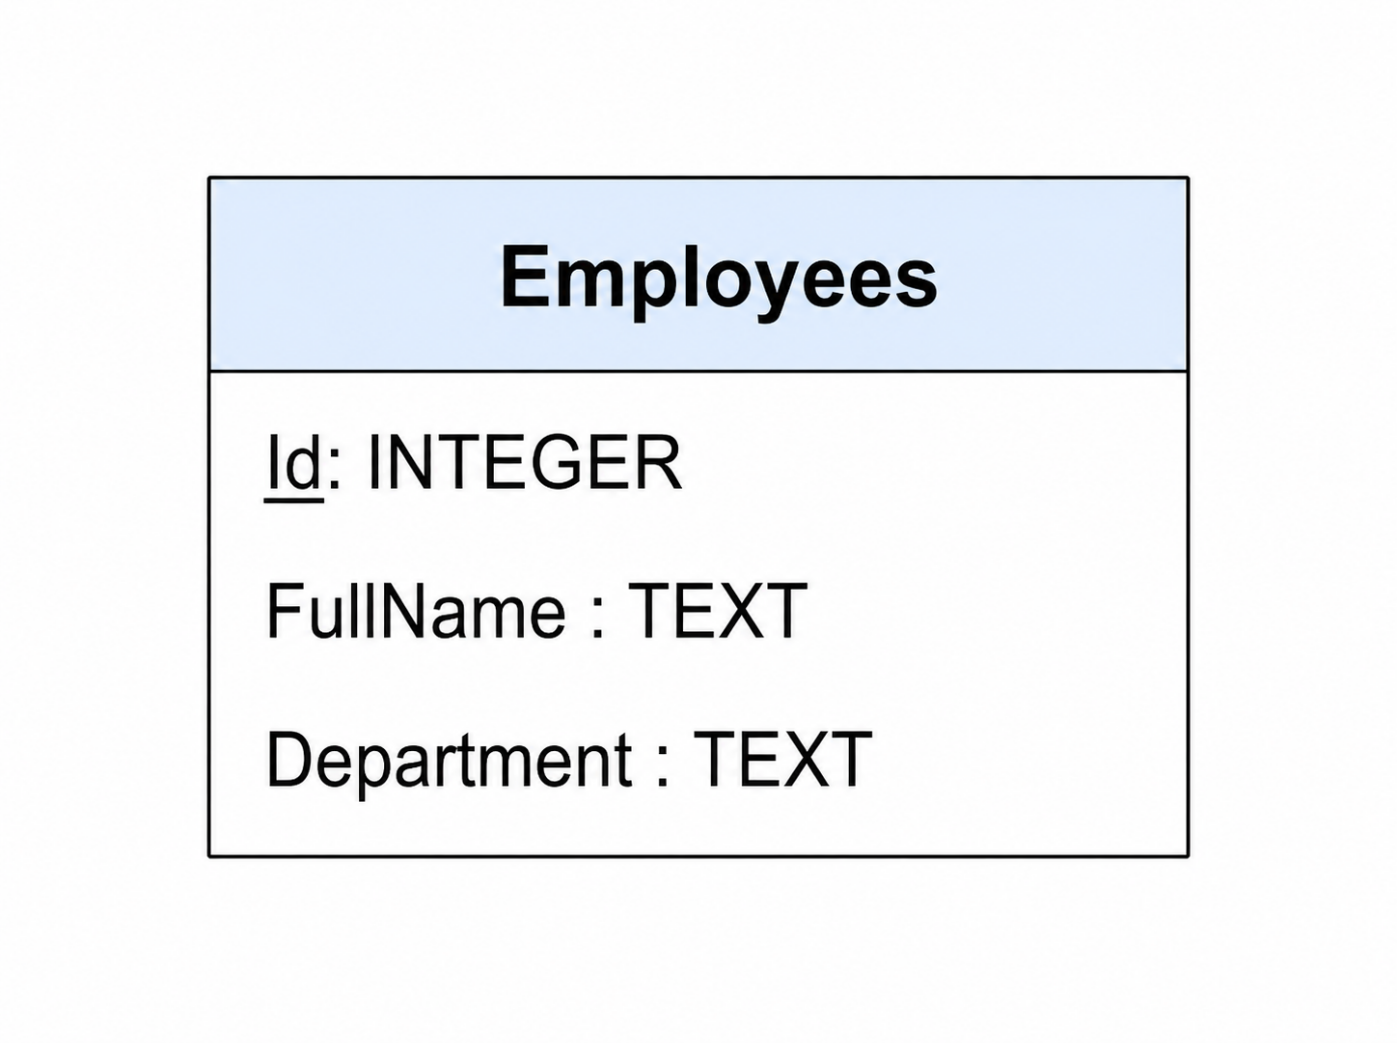 Employees
Id: INTEGER
FullName : TEXT
Department : TEXT